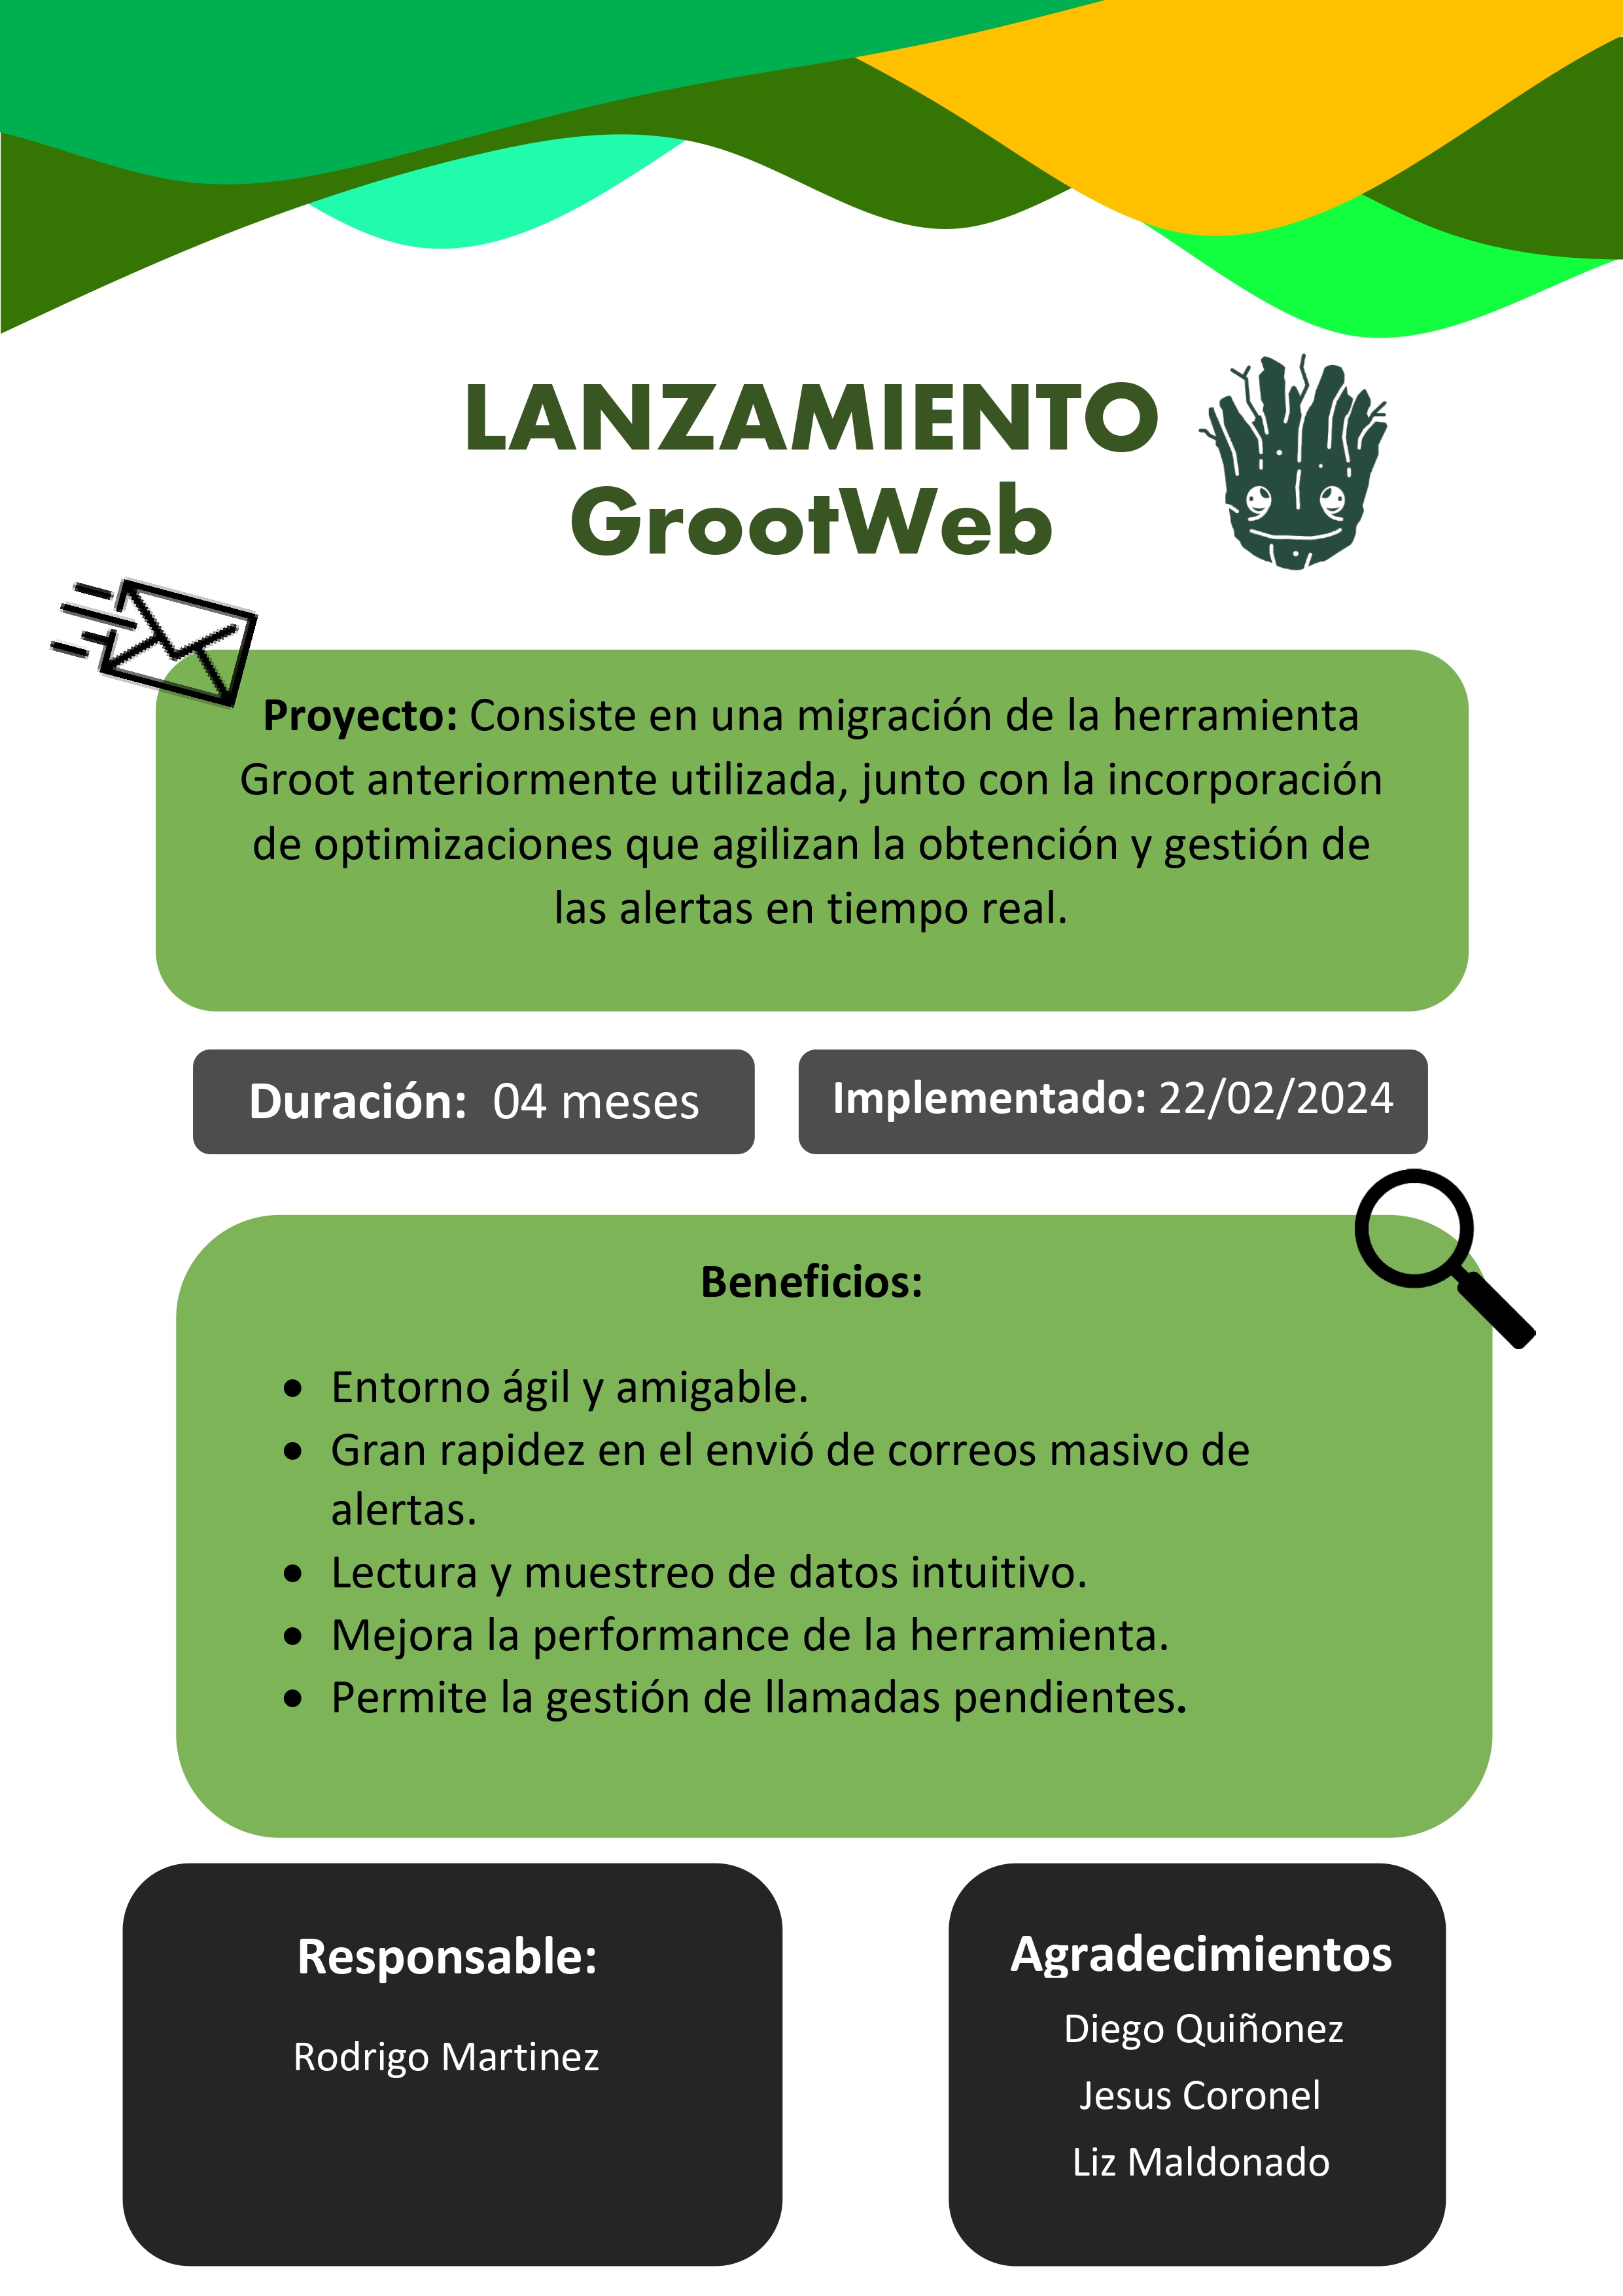 LANZAMIENTO
GrootWeb
Proyecto: Consiste en una migración de la herramienta
Groot anteriormente utilizada, junto con la incorporación
de optimizaciones que agilizan la obtención y gestión de
las alertas en tiempo real.
Duración: 04 meses
Implementado: 22/02/2024
Beneficios:
• Entorno ágil y amigable.
• Gran rapidez en el envió de correos masivo de
alertas.
• Lectura y muestreo de datos intuitivo.
• Mejora la performance de la herramienta.
• Permite la gestión de llamadas pendientes.
Responsable:
Rodrigo Martinez
Agradecimientos
Diego Quiñonez
Jesus Coronel
Liz Maldonado